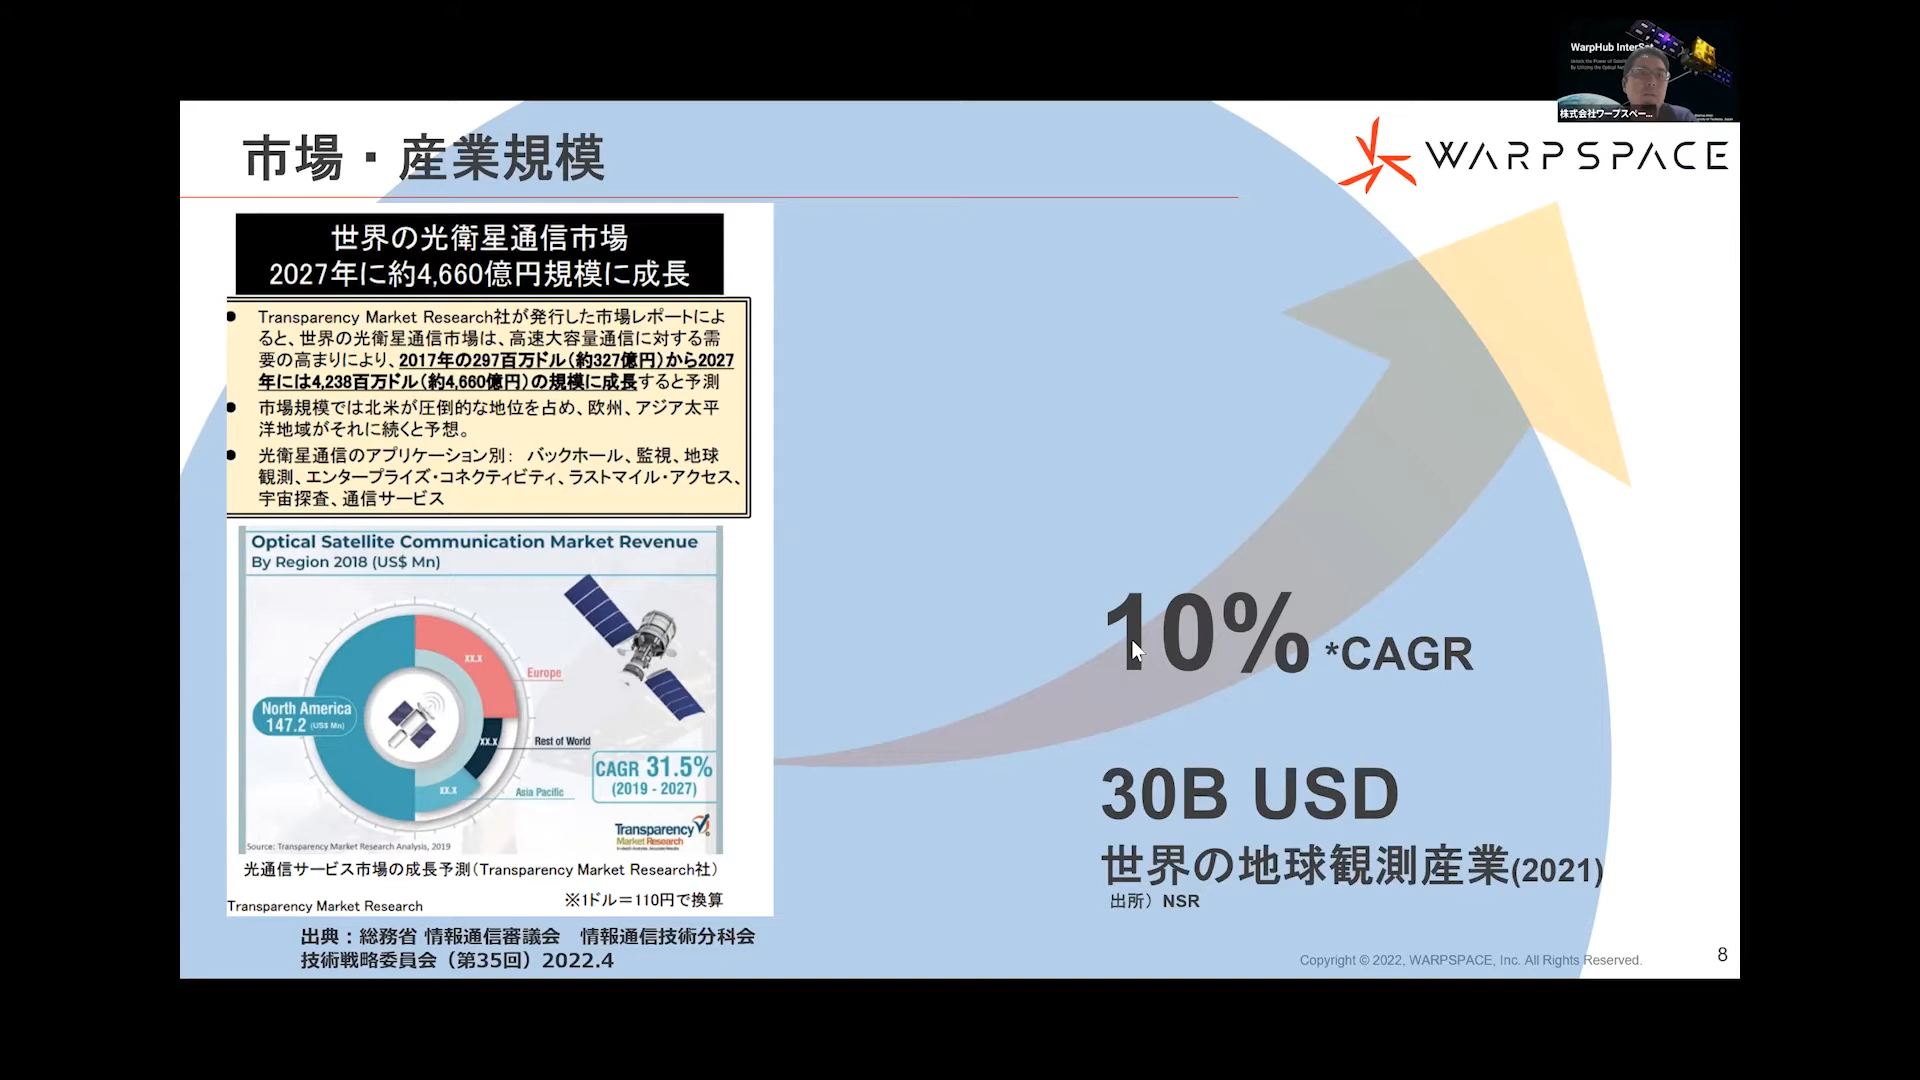 WarpHub InterSat
株式会社ワープスペー...
市場・産業規模
WARPSPACE
世界の光衛星通信市場
2027年に約4,660億円規模に成長
● Transparency Market Research社が発行した市場レポートによ
ると、世界の光衛星通信市場は、高速大容量通信に対する需
要の高まりにより、2017年の297百万ドル（約327億円）から2027
年には4,238百万ドル（約4,660億円）の規模に成長すると予測
● 市場規模では北米が圧倒的な地位を占め、欧州、アジア太平
洋地域がそれに続くと予想。
● 光衛星通信のアプリケーション別： バックホール、監視、地球
観測、エンタープライズ・コネクティビティ、ラストマイル・アクセス、
宇宙探査、通信サービス
Optical Satellite Communication Market Revenue
By Region 2018 (US$ Mn)
XX.X
Europe
North America
147.2 (US$ Mn)
XX.X
Rest of World
CAGR 31.5%
(2019 - 2027)
XX.X
Asia Pacific
Transparency
Market Research
In-depth Analysis. Accurate Results
Source: Transparency Market Research Analysis, 2019
光通信サービス市場の成長予測（Transparency Market Research社）
※1ドル＝110円で換算
Transparency Market Research
出典：総務省 情報通信審議会　情報通信技術分科会
技術戦略委員会（第35回）2022.4
10% *CAGR
30B USD
世界の地球観測産業(2021)
出所）NSR
Copyright © 2022, WARPSPACE, Inc. All Rights Reserved.
8